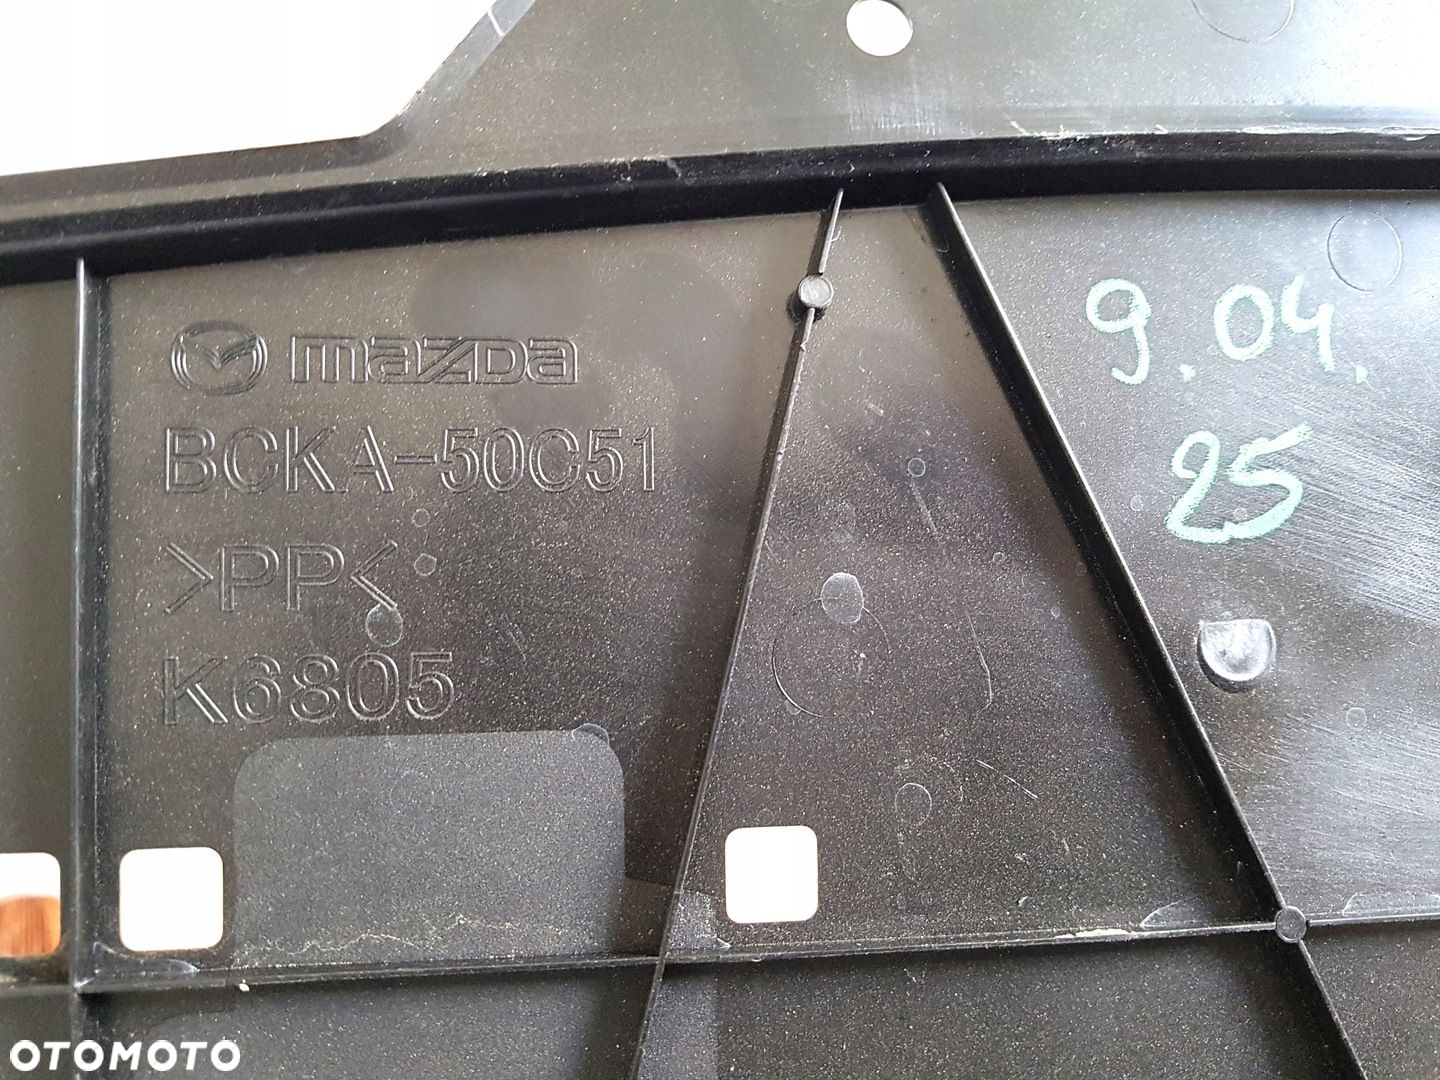 mazda
BCKA-50C51
>PP<
K6805
9.04.
25
OTOMOTO